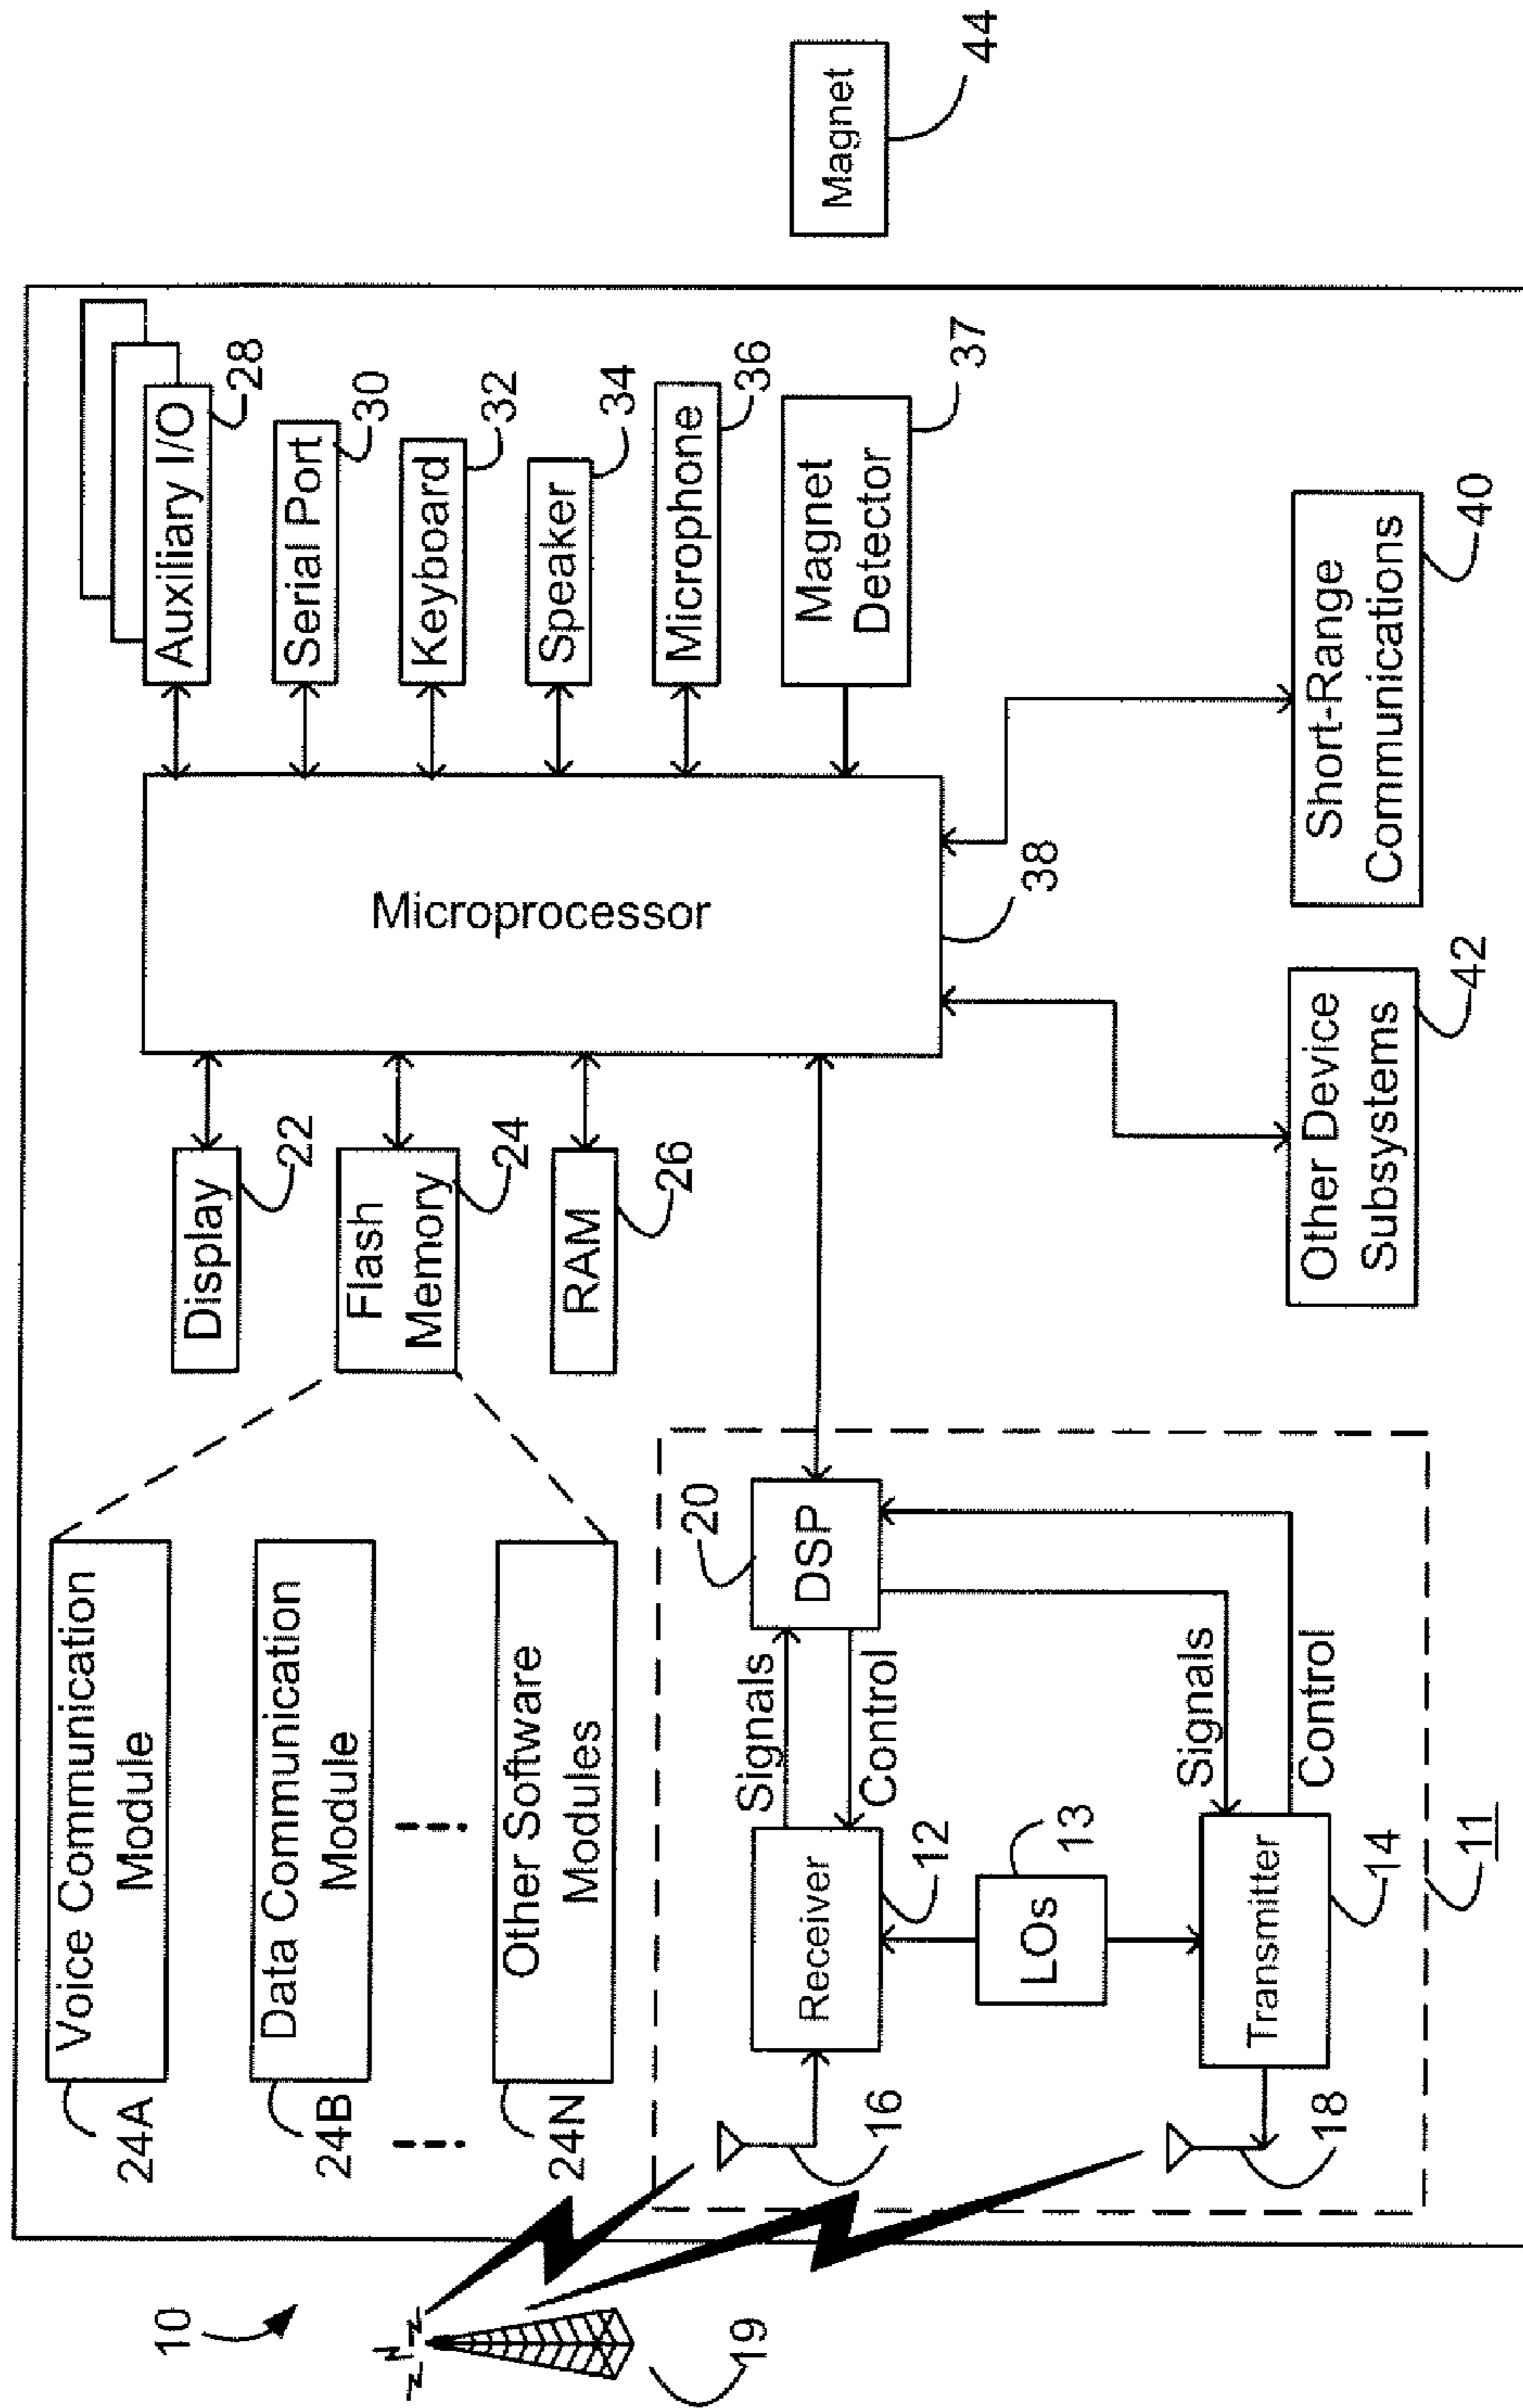 10
19
Voice Communication
Module
24A
Data Communication
Module
24B
Other Software
Modules
24N
Display
22
Flash
Memory
24
RAM
26
Microprocessor
38
Auxiliary I/O
28
Serial Port
30
Keyboard
32
Speaker
34
Microphone
36
Magnet
Detector
37
Magnet
44
DSP
20
Signals
Control
Receiver
12
16
LOs
13
Signals
Control
Transmitter
14
18
11
Other Device
Subsystems
42
Short-Range
Communications
40